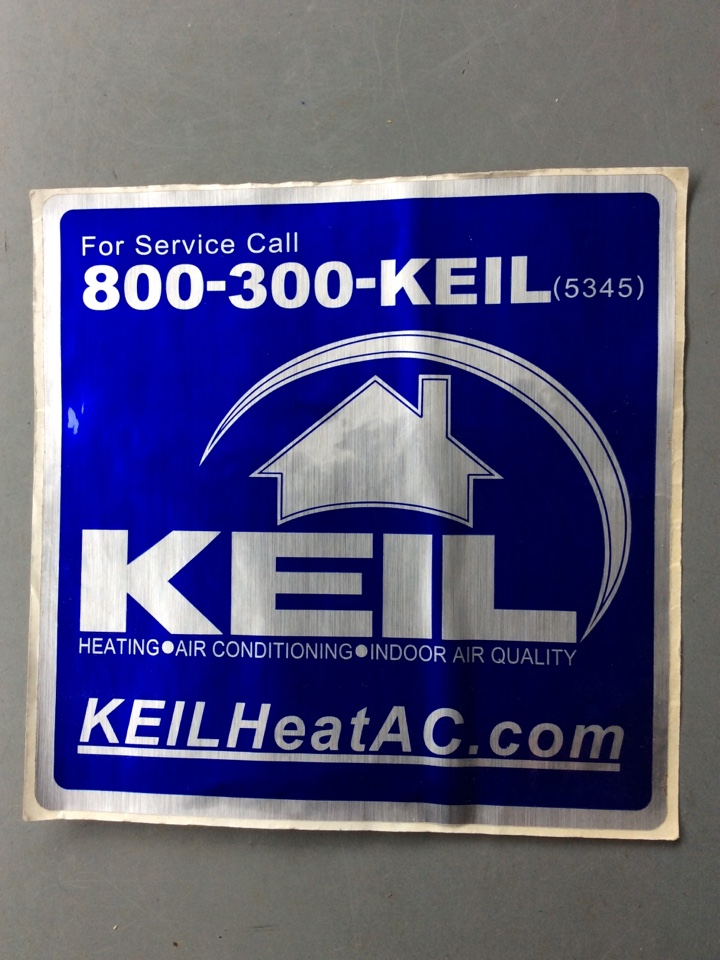 For Service Call
800-300-KEIL (5345)
KEIL
HEATING•AIR CONDITIONING•INDOOR AIR QUALITY
KEILHeatAC.com